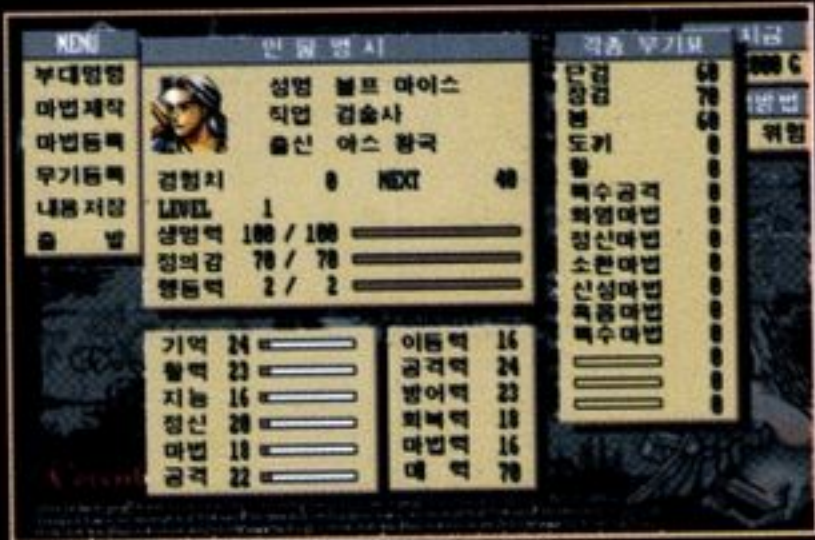 MENU
부대명령
마법제작
마법등록
무기등록
내용저장
출 발
인물명시
성명 볼프 마이스
직업 검술사
출신 아스 왕국
경험치 0 NEXT 40
LEVEL 1
생명력 100 / 100
정의감 70 / 70
행동력 2 / 2
기억 24
활력 23
지능 16
정신 20
마법 18
공격 22
이동력 16
공격력 24
방어력 23
회복력 18
마법력 16
대 력 70
각종 무기표
단검 60
장검 70
봉 60
도끼 0
활 0
특수공격 0
화염마법 0
정신마법 0
소환마법 0
신성마법 0
흑음마법 0
특수마법 0
0
0
0
자금
000 G
방법
위험